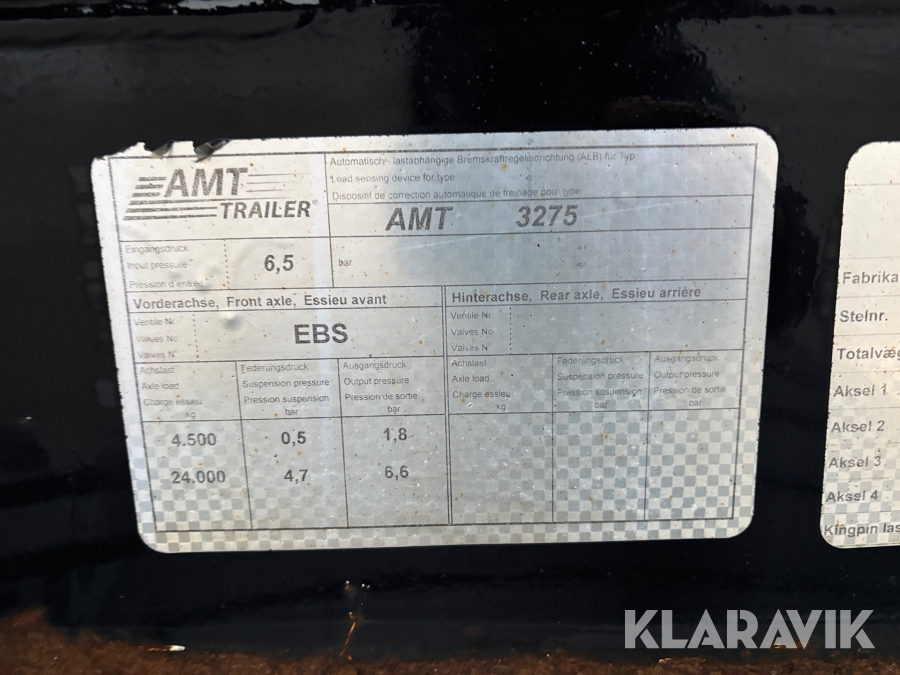 AMT
TRAILER®
Automatisch- lastabhängige Bremskraftregeleinrichtung (ALB) für Typ
Load sensing device for type
Dispositif de correction automatique de freinage pour type
AMT 3275
Eingangsdruck
Input pressure
Pression d'entrée
6,5
bar
Vorderachse, Front axle, Essieu avant
Hinterachse, Rear axle, Essieu arrière
Ventile Nr
Valves No
Valves N°
EBS
Ventile Nr
Valves No
Valves N°
Achslast
Axle load
Charge essieu
kg
Federungsdruck
Suspension pressure
Pression suspension
bar
Ausgangsdruck
Output pressure
Pression de sortie
bar
Achslast
Axle load
Charge essieu
kg
Federungsdruck
Suspension pressure
Pression suspension
bar
Ausgangsdruck
Output pressure
Pression de sortie
bar
4.500 0,5 1,8
24.000 4,7 6,6
Fabrika
Stelnr.
Totalvæg
Aksel 1
Aksel 2
Aksel 3
Aksel 4
Kingpin las
KLARAVIK